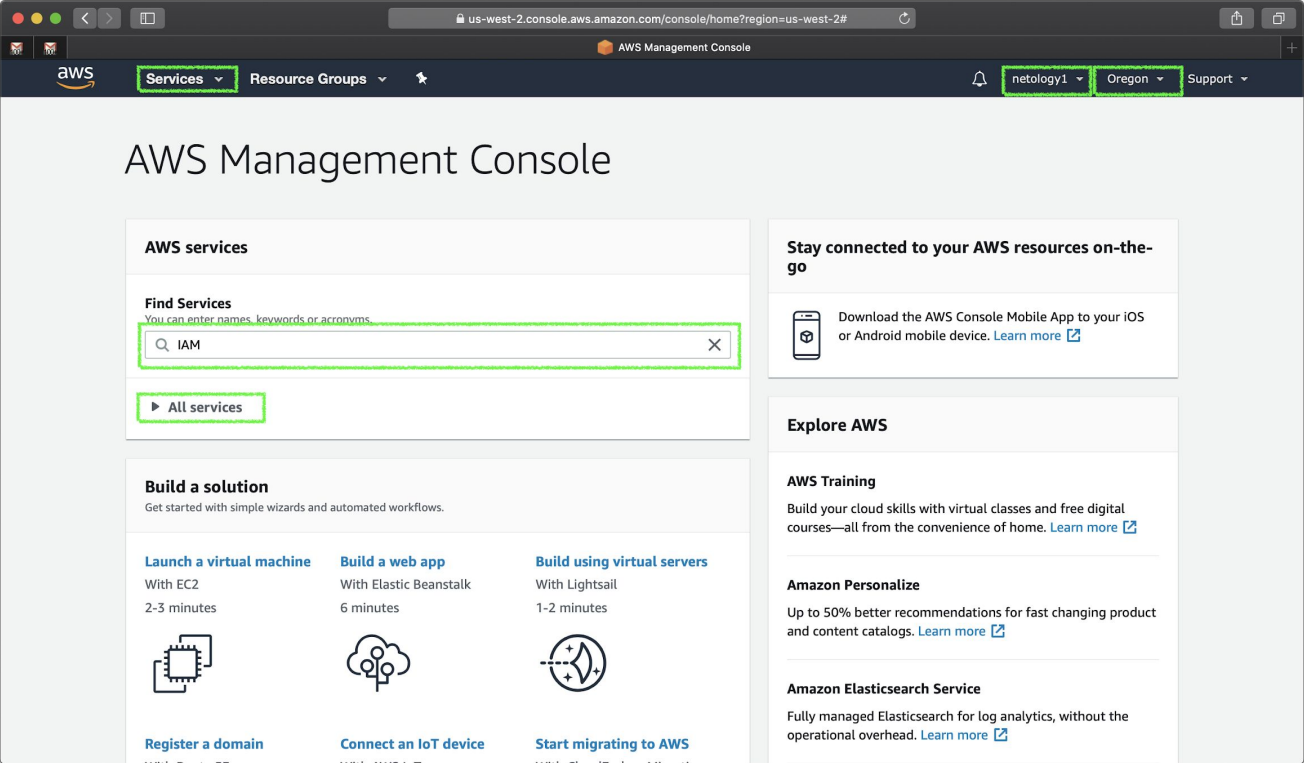 us-west-2.console.aws.amazon.com/console/home?region=us-west-2#
AWS Management Console
aws
Services
Resource Groups
netology1
Oregon
Support
AWS Management Console
AWS services
Find Services
You can enter names, keywords or acronyms.
IAM
All services
Build a solution
Get started with simple wizards and automated workflows.
Launch a virtual machine
With EC2
2-3 minutes
Build a web app
With Elastic Beanstalk
6 minutes
Build using virtual servers
With Lightsail
1-2 minutes
Register a domain
Connect an IoT device
Start migrating to AWS
Stay connected to your AWS resources on-the-
go
Download the AWS Console Mobile App to your iOS
or Android mobile device. Learn more
Explore AWS
AWS Training
Build your cloud skills with virtual classes and free digital
courses—all from the convenience of home. Learn more
Amazon Personalize
Up to 50% better recommendations for fast changing product
and content catalogs. Learn more
Amazon Elasticsearch Service
Fully managed Elasticsearch for log analytics, without the
operational overhead. Learn more